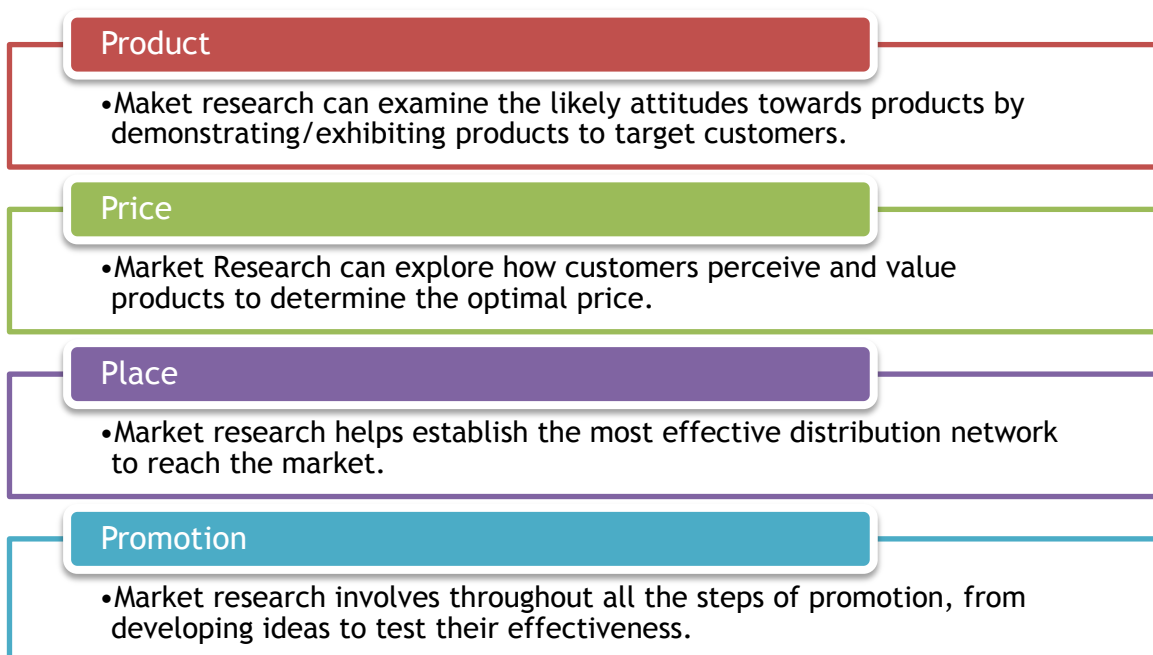 Product
•Maket research can examine the likely attitudes towards products by
demonstrating/exhibiting products to target customers.
Price
•Market Research can explore how customers perceive and value
products to determine the optimal price.
Place
•Market research helps establish the most effective distribution network
to reach the market.
Promotion
•Market research involves throughout all the steps of promotion, from
developing ideas to test their effectiveness.